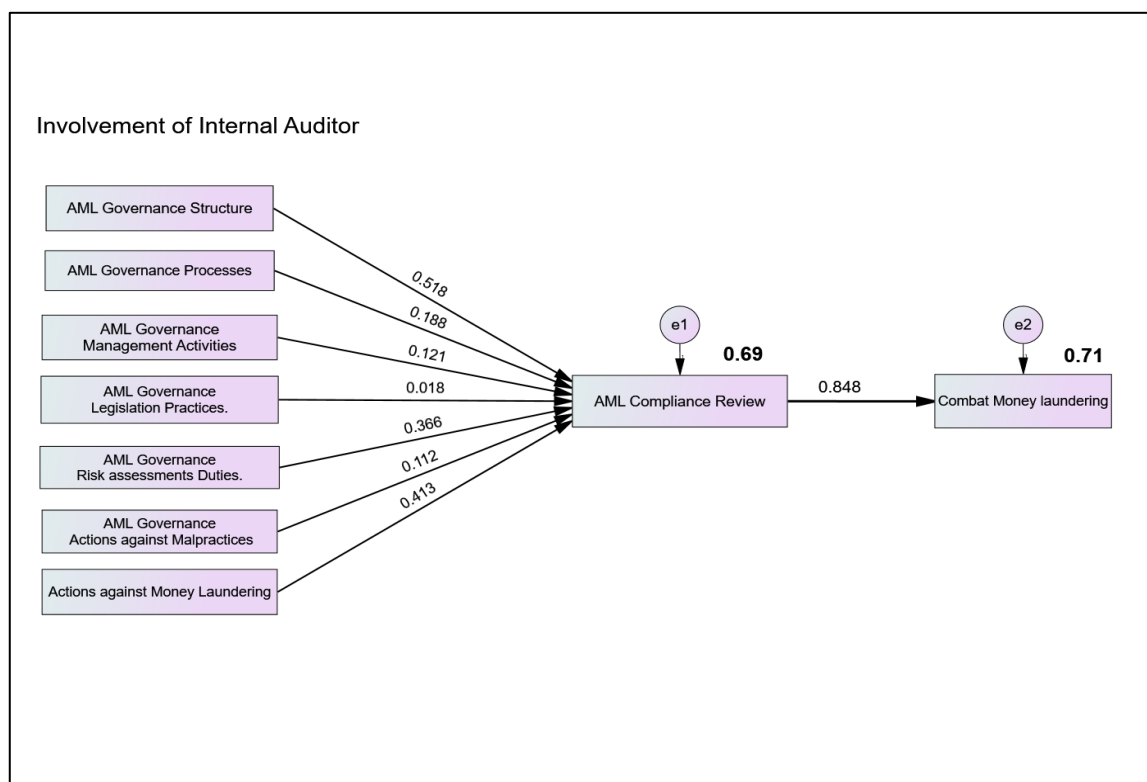 Involvement of Internal Auditor
AML Governance Structure
AML Governance Processes
AML Governance
Management Activities
AML Governance
Legislation Practices.
AML Governance
Risk assessments Duties.
AML Governance
Actions against Malpractices
Actions against Money Laundering
0.518
0.188
0.121
0.018
0.366
0.112
0.413
e1
0.69
AML Compliance Review
0.848
e2
0.71
Combat Money laundering